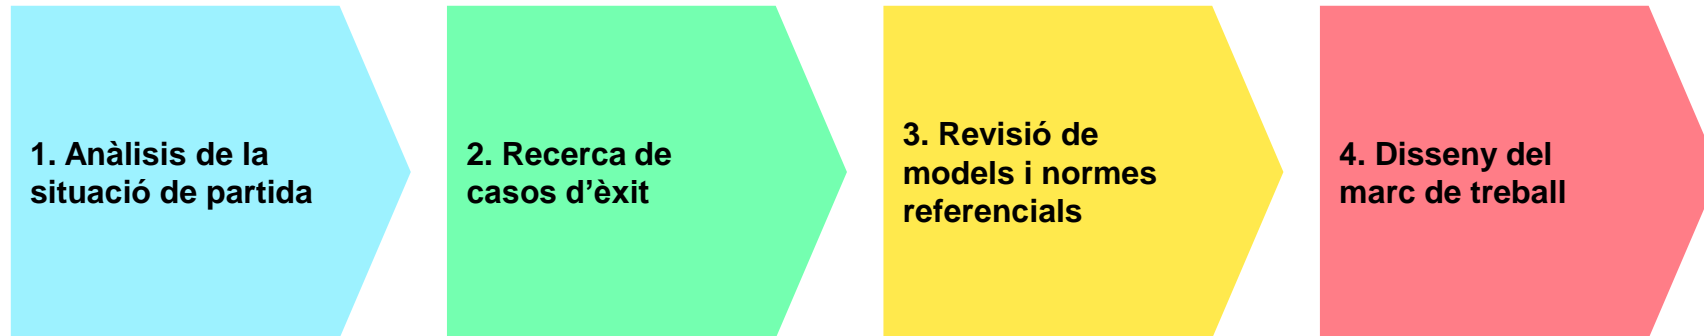 1. Anàlisis de la
situació de partida
2. Recerca de
casos d’èxit
3. Revisió de
models i normes
referencials
4. Disseny del
marc de treball